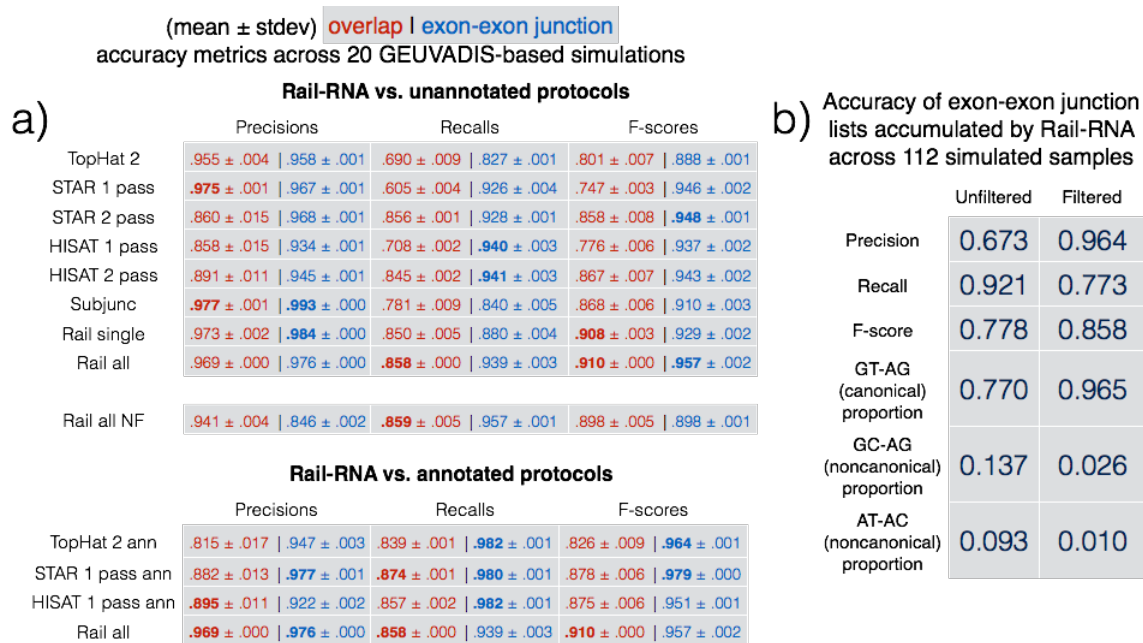 (mean ± stdev) overlap | exon-exon junction
accuracy metrics across 20 GEUVADIS-based simulations
a)
Rail-RNA vs. unannotated protocols
Precisions Recalls F-scores
TopHat 2 .955 ± .004 | .958 ± .001 .690 ± .009 | .827 ± .001 .801 ± .007 | .888 ± .001
STAR 1 pass .975 ± .001 | .967 ± .001 .605 ± .004 | .926 ± .004 .747 ± .003 | .946 ± .002
STAR 2 pass .860 ± .015 | .968 ± .001 .856 ± .001 | .928 ± .001 .858 ± .008 | .948 ± .001
HISAT 1 pass .858 ± .015 | .934 ± .001 .708 ± .002 | .940 ± .003 .776 ± .006 | .937 ± .002
HISAT 2 pass .891 ± .011 | .945 ± .001 .845 ± .002 | .941 ± .003 .867 ± .007 | .943 ± .002
Subjunc .977 ± .001 | .993 ± .000 .781 ± .009 | .840 ± .005 .868 ± .006 | .910 ± .003
Rail single .973 ± .002 | .984 ± .000 .850 ± .005 | .880 ± .004 .908 ± .003 | .929 ± .002
Rail all .969 ± .000 | .976 ± .000 .858 ± .000 | .939 ± .003 .910 ± .000 | .957 ± .002
Rail all NF .941 ± .004 | .846 ± .002 .859 ± .005 | .957 ± .001 .898 ± .005 | .898 ± .001
Rail-RNA vs. annotated protocols
Precisions Recalls F-scores
TopHat 2 ann .815 ± .017 | .947 ± .003 .839 ± .001 | .982 ± .001 .826 ± .009 | .964 ± .001
STAR 1 pass ann .882 ± .013 | .977 ± .001 .874 ± .001 | .980 ± .001 .878 ± .006 | .979 ± .000
HISAT 1 pass ann .895 ± .011 | .922 ± .002 .857 ± .002 | .982 ± .001 .875 ± .006 | .951 ± .001
Rail all .969 ± .000 | .976 ± .000 .858 ± .000 | .939 ± .003 .910 ± .000 | .957 ± .002
b)
Accuracy of exon-exon junction
lists accumulated by Rail-RNA
across 112 simulated samples
Unfiltered Filtered
Precision 0.673 0.964
Recall 0.921 0.773
F-score 0.778 0.858
GT-AG
(canonical) 0.770 0.965
proportion
GC-AG
(noncanonical) 0.137 0.026
proportion
AT-AC
(noncanonical) 0.093 0.010
proportion